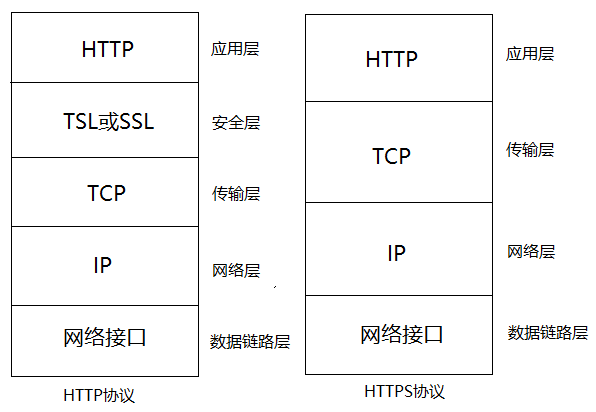 HTTP 应用层
TSL或SSL 安全层
TCP 传输层
IP 网络层
网络接口 数据链路层
HTTP协议
HTTP 应用层
TCP 传输层
IP 网络层
网络接口 数据链路层
HTTPS协议